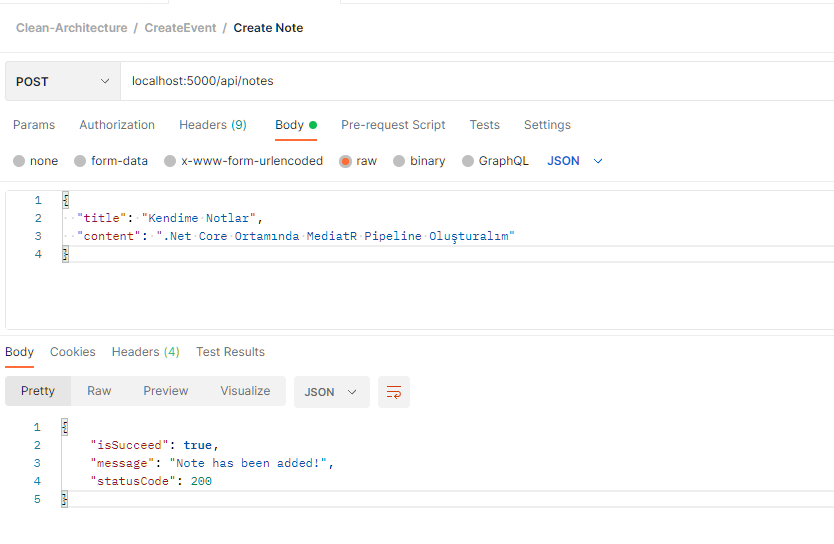 Clean-Architecture / CreateEvent / Create Note
POST localhost:5000/api/notes
Params Authorization Headers (9) Body Pre-request Script Tests Settings
none form-data x-www-form-urlencoded raw binary GraphQL JSON
1 {
2 "title": "Kendime Notlar",
3 "content": ".Net Core Ortamında MediatR Pipeline Oluşturalım"
4 }
Body Cookies Headers (4) Test Results
Pretty Raw Preview Visualize JSON
1 {
2 "isSucceed": true,
3 "message": "Note has been added!",
4 "statusCode": 200
5 }